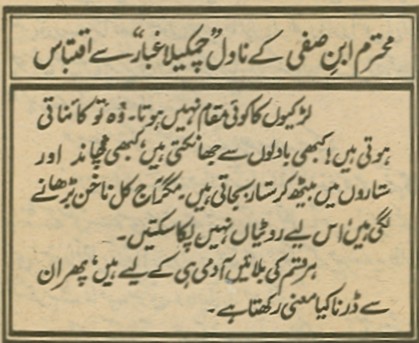 محترم ابنِ صفی کے ناول ”چمکیلا غبار“ سے اقتباس
لڑکیوں کا کوئی مقام نہیں ہوتا۔ وُہ تو کائناتی
ہوتی ہیں! کبھی بادلوں سے جھانکتی ہیں، کبھی چاند اور
ستاروں میں بیٹھ کر ستار بجاتی ہیں۔ مگر آج کل ناخن بڑھانے
لگی ہیں، اس لیے روٹیاں نہیں پکا سکتیں۔
ہر قسم کی بلائیں آدمی ہی کے لیے ہیں، پھر ان
سے ڈرنا کیا معنی رکھتا ہے۔